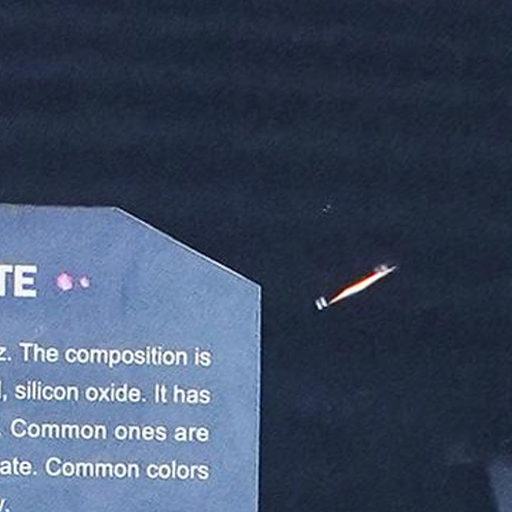 TE
z. The composition is
, silicon oxide. It has
. Common ones are
ate. Common colors
y.